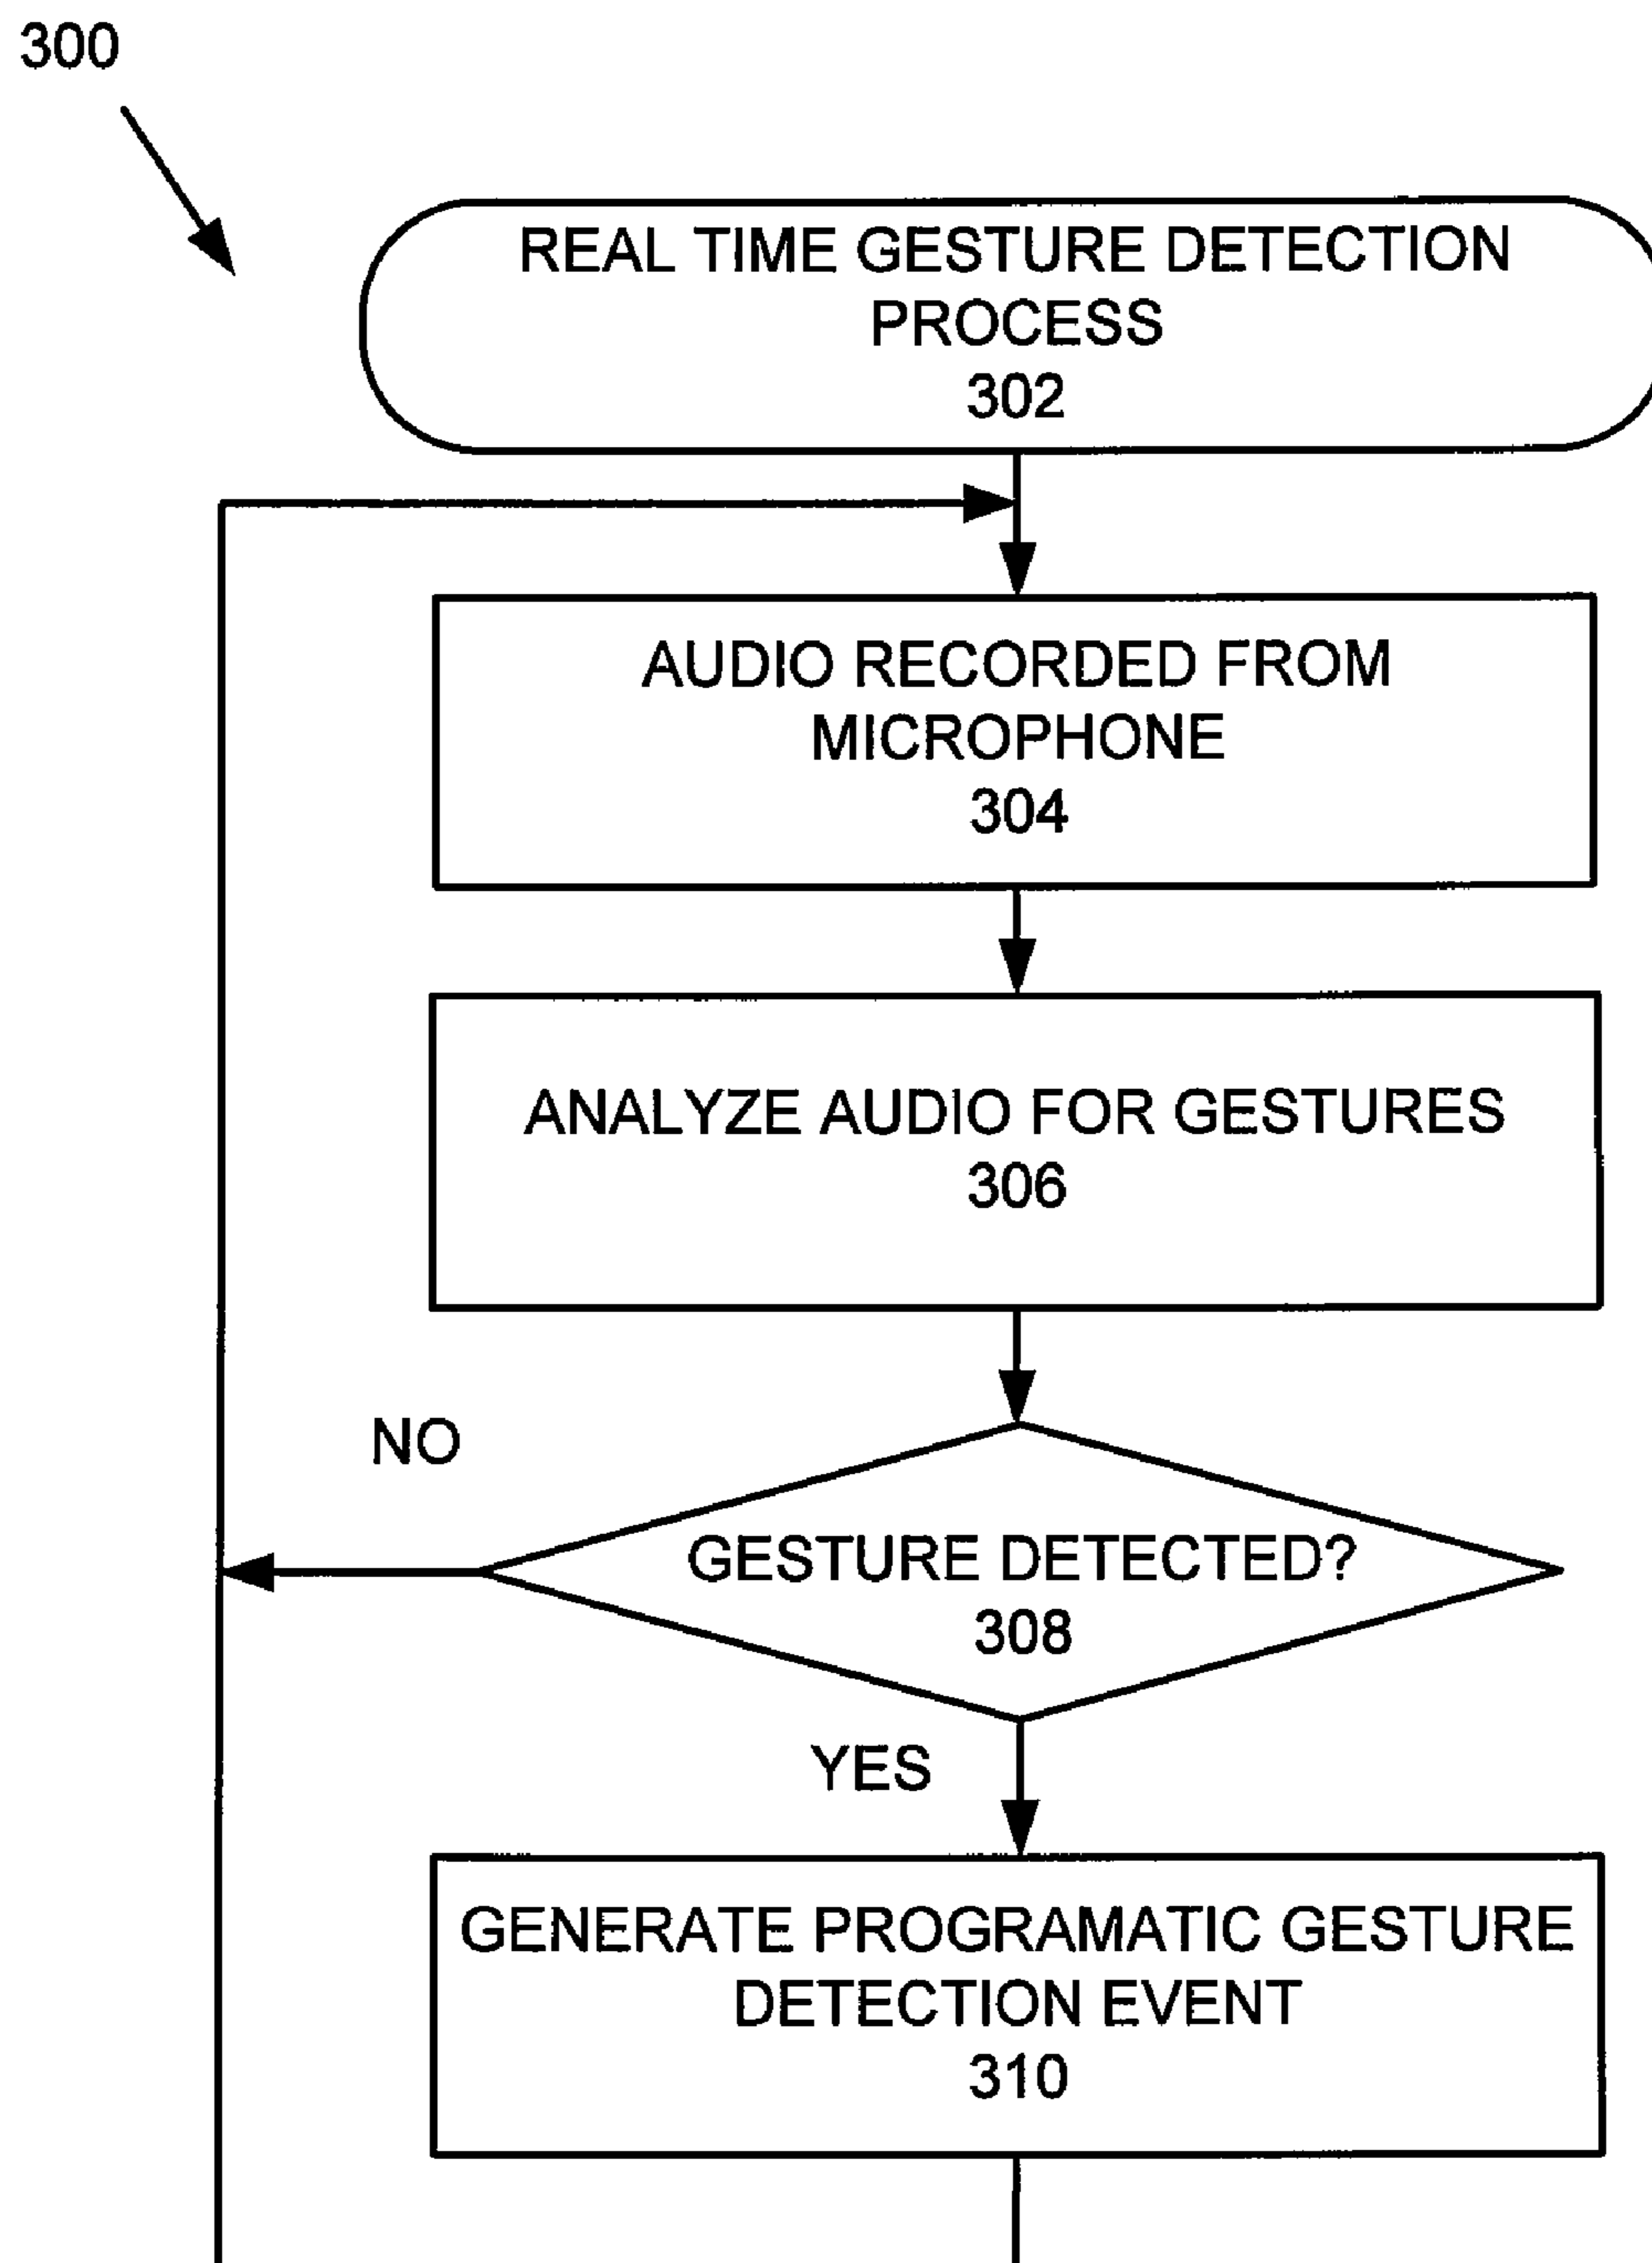 300
REAL TIME GESTURE DETECTION
PROCESS
302
AUDIO RECORDED FROM
MICROPHONE
304
ANALYZE AUDIO FOR GESTURES
306
NO
GESTURE DETECTED?
308
YES
GENERATE PROGRAMATIC GESTURE
DETECTION EVENT
310